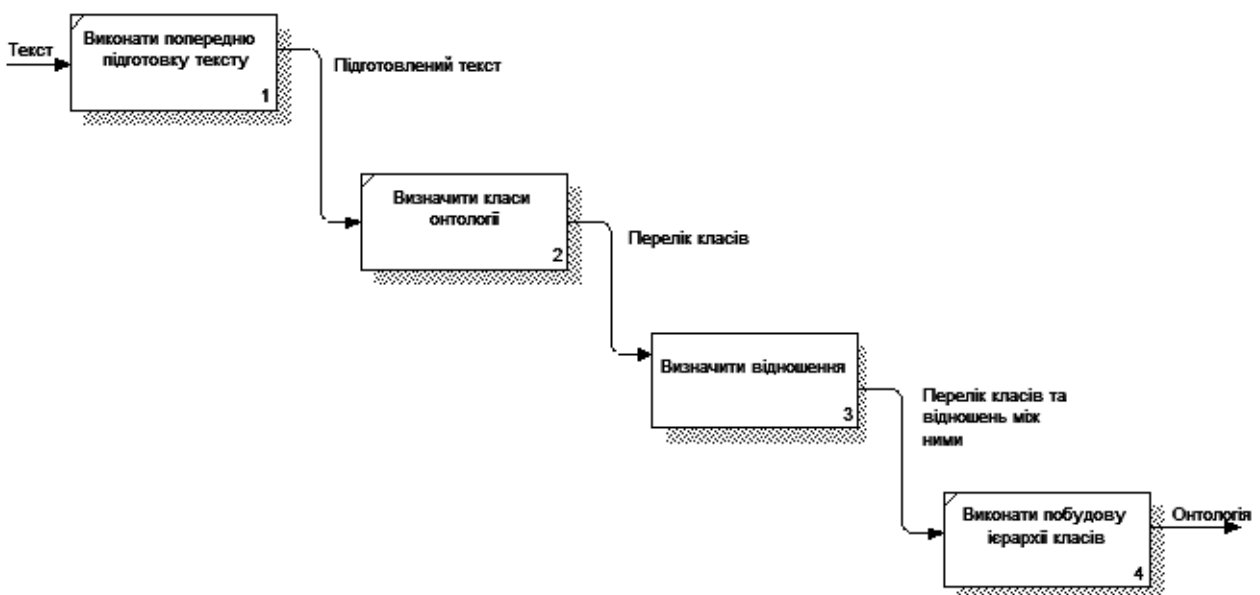 Текст
Виконати попередню
підготовку тексту
1
Підготовлений текст
Визначити класи
онтології
2
Перелік класів
Визначити відношення
3
Перелік класів та
відношень між
ними
Виконати побудову
ієрархії класів
4
Онтологія